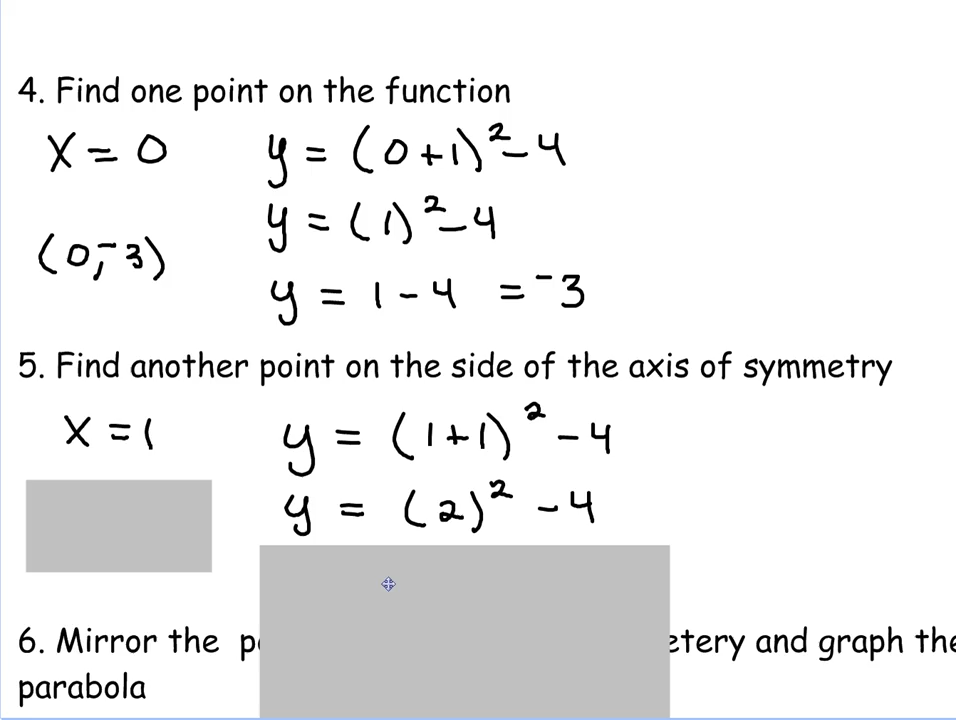 4. Find one point on the function
x = 0    y = (0+1)² - 4
y = (1)² - 4
(0, ⁻3)
y = 1 - 4 = ⁻3
5. Find another point on the side of the axis of symmetry
x = 1    y = (1+1)² - 4
y = (2)² - 4
6. Mirror the and graph the
parabola